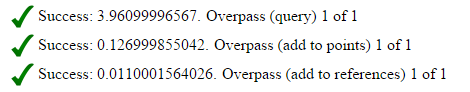 Success: 3.96099996567. Overpass (query) 1 of 1
Success: 0.126999855042. Overpass (add to points) 1 of 1
Success: 0.0110001564026. Overpass (add to references) 1 of 1